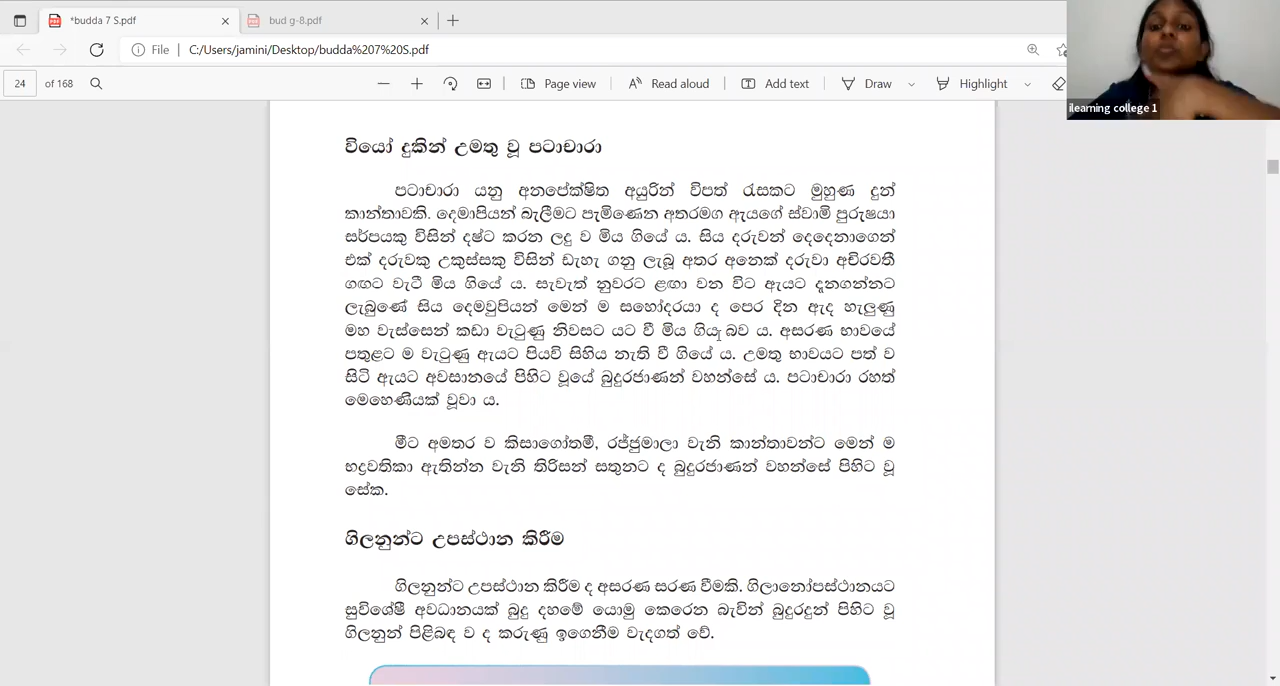 *budda 7 S.pdf
bud g-8.pdf
File | C:/Users/jamini/Desktop/budda%207%20S.pdf
24 of 168 Page view Read aloud Add text Draw Highlight
ilearning college 1
වියෝ දුකින් උමතු වූ පටාචාරා
පටාචාරා යනු අනපේක්ෂිත අයුරින් විපත් රැසකට මුහුණ දුන්
කාන්තාවකි. දෙමාපියන් බැලීමට පැමිණෙන අතරමග ඇයගේ ස්වාමි පුරුෂයා
සර්පයකු විසින් දෂ්ට කරන ලදු ව මිය ගියේ ය. සිය දරුවන් දෙදෙනාගෙන්
එක් දරුවකු උකුස්සකු විසින් ඩැහැ ගනු ලැබූ අතර අනෙක් දරුවා අචිරවතී
ගඟට වැටී මිය ගියේ ය. සැවැත් නුවරට ළඟා වන විට ඇයට දැනගන්නට
ලැබුණේ සිය දෙමවුපියන් මෙන් ම සහෝදරයා ද පෙර දින ඇද හැලුණු
මහ වැස්සෙන් කඩා වැටුණු නිවසට යට වී මිය ගිය බව ය. අසරණ භාවයේ
පතුළට ම වැටුණු ඇයට පියවි සිහිය නැති වී ගියේ ය. උමතු භාවයට පත් ව
සිටි ඇයට අවසානයේ පිහිට වූයේ බුදුරජාණන් වහන්සේ ය. පටාචාරා රහත්
මෙහෙණියක් වූවා ය.
මීට අමතර ව කිසාගෝතමී, රජ්ජුමාලා වැනි කාන්තාවන්ට මෙන් ම
භද්‍රවතිකා ඇතින්න වැනි තිරිසන් සතුනට ද බුදුරජාණන් වහන්සේ පිහිට වූ
සේක.
ගිලනුන්ට උපස්ථාන කිරීම
ගිලනුන්ට උපස්ථාන කිරීම ද අසරණ සරණ වීමකි. ගිලානෝපස්ථානයට
සුවිශේෂී අවධානයක් බුදු දහමේ යොමු කෙරෙන බැවින් බුදුරදුන් පිහිට වූ
ගිලනුන් පිළිබඳ ව ද කරුණු ඉගෙනීම වැදගත් වේ.